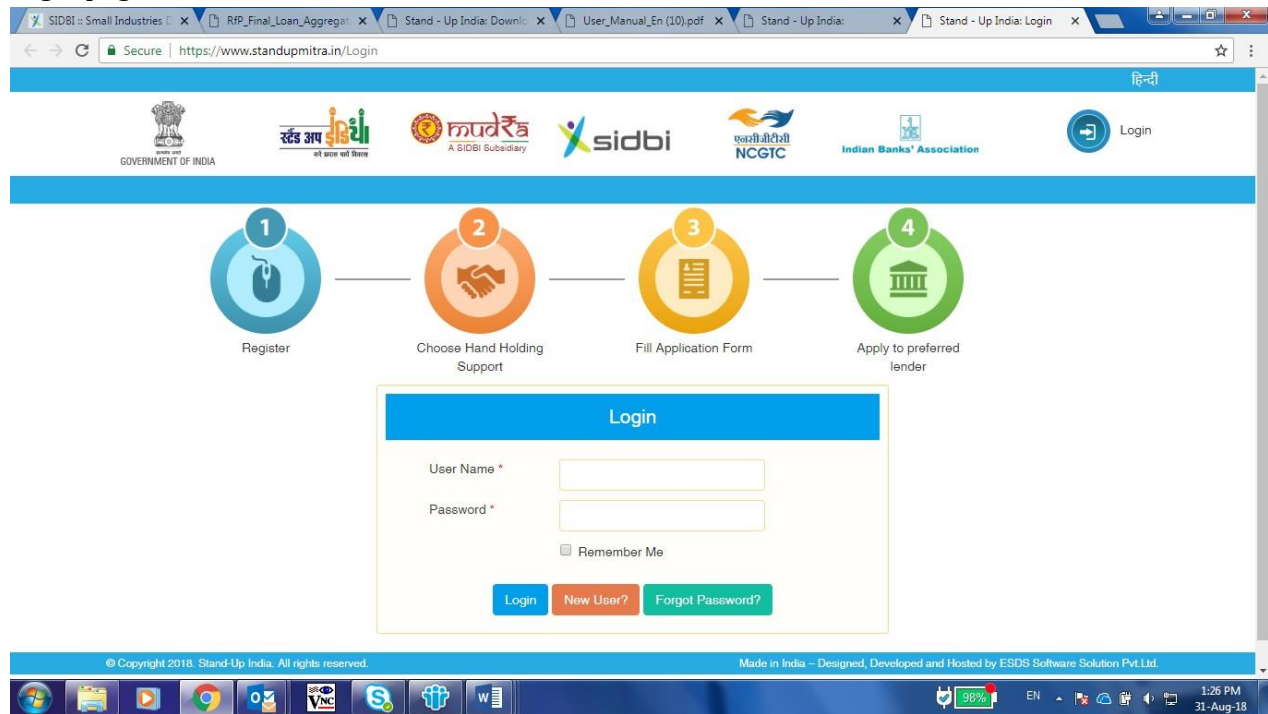 SIDBI :: Small Industries D
RfP_Final_Loan_Aggregat
Stand - Up India: Downlo
User_Manual_En (10).pdf
Stand - Up India:
Stand - Up India: Login
Secure | https://www.standupmitra.in/Login
हिन्दी
GOVERNMENT OF INDIA
स्टैंड अप इंडिया
mudRa
A SIDBI Subsidiary
sidbi
एनसीजीटीसी
NCGTC
Indian Banks' Association
Login
1
2
3
4
Register
Choose Hand Holding
Support
Fill Application Form
Apply to preferred
lender
Login
User Name *
Password *
Remember Me
Login New User? Forgot Password?
© Copyright 2018. Stand-Up India. All rights reserved.
Made in India – Designed, Developed and Hosted by ESDS Software Solution Pvt.Ltd.
VNC
98%
EN
1:26 PM
31-Aug-18